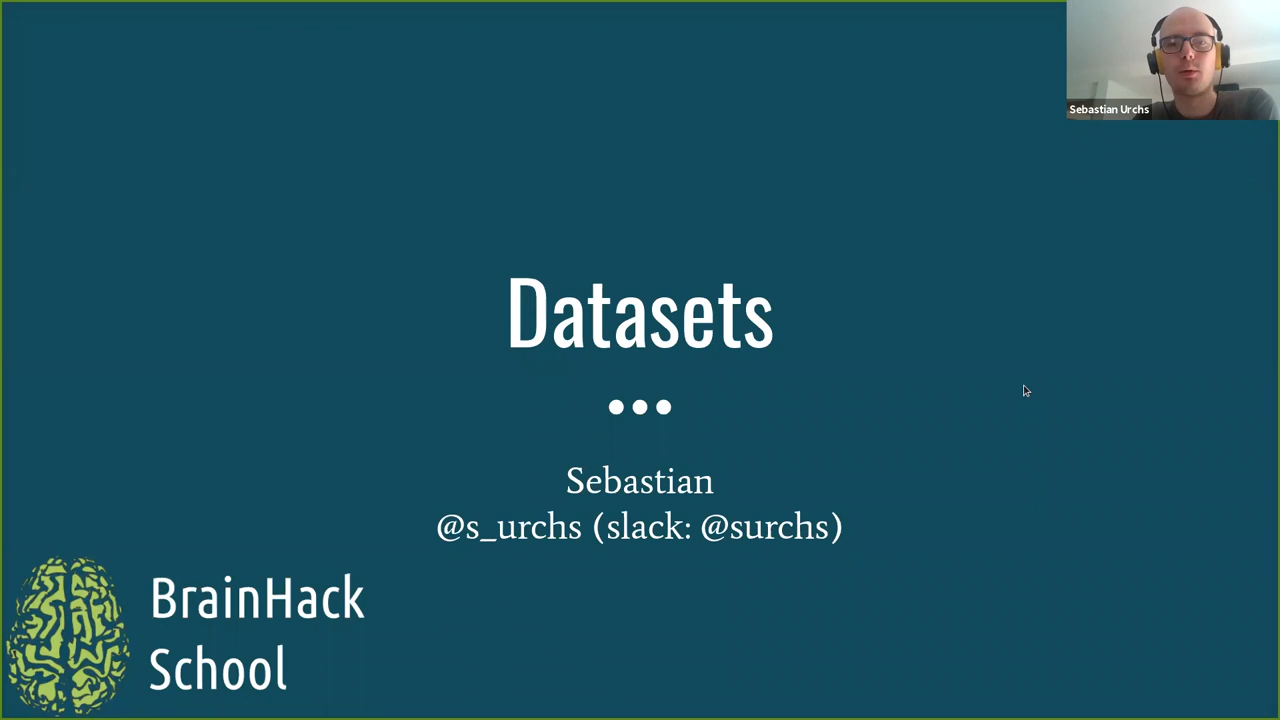 Sebastian Urchs
Datasets
Sebastian
@s_urchs (slack: @surchs)
BrainHack
School